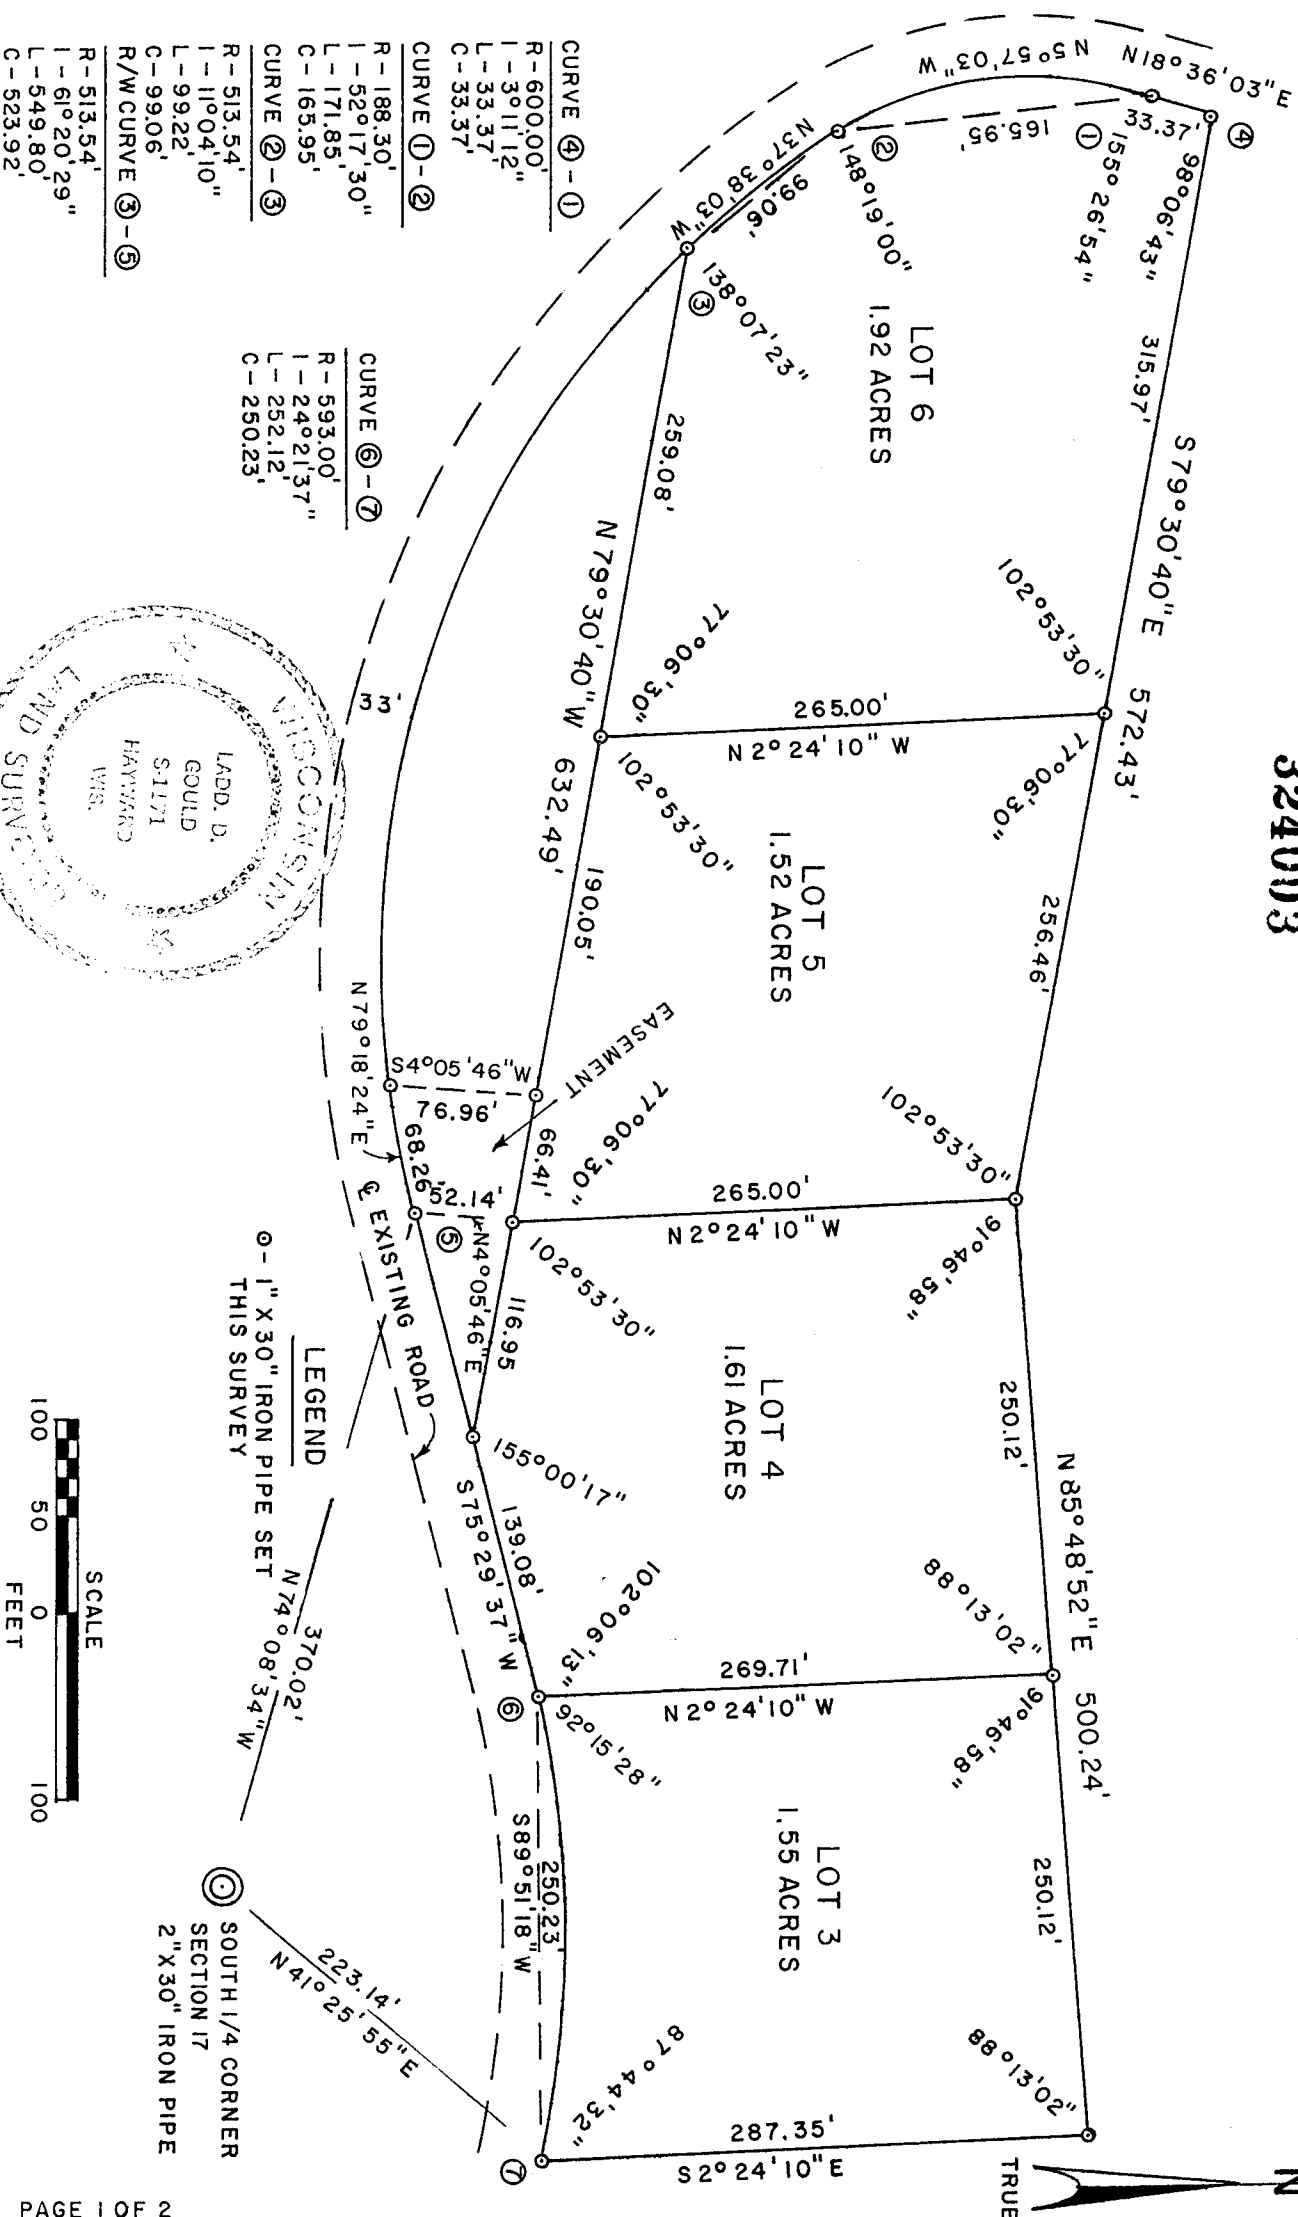 324003
N
TRUE
④
N18°36'03"E
33.37'
①
N5°57'03"W
165.95'
②
N37°38'03"W
99.06'
③
98°06'43"
155°26'54"
148°19'00"
138°07'23"
315.97'
S79°30'40"E 572.43'
256.46'
LOT 6
1.92 ACRES
102°53'30"
77°06'30"
259.08'
N79°30'40"W 632.49'
190.05'
66.41'
116.95
265.00'
N2°24'10"W
77°06'30"
102°53'30"
LOT 5
1.52 ACRES
102°53'30"
77°06'30"
EASEMENT
265.00'
N2°24'10"W
91°46'58"
102°53'30"
250.12'
N85°48'52"E 500.24'
250.12'
LOT 4
1.61 ACRES
155°00'17"
102°06'13"
88°13'02"
139.08'
S75°29'37"W
⑥
269.71'
N2°24'10"W
91°46'58"
92°15'28"
LOT 3
1.55 ACRES
88°13'02"
87°44'32"
250.23'
S89°51'18"W
287.35'
S2°24'10"E
⑦
33'
S4°05'46"W
76.96'
N79°18'24"E
68.26'
52.14'
N4°05'46"E
⑤
℄ EXISTING ROAD
370.02'
N74°08'34"W
223.14'
N41°25'55"E
SOUTH 1/4 CORNER
SECTION 17
2"X30" IRON PIPE
LEGEND
⊙- 1"X30" IRON PIPE SET
THIS SURVEY
SCALE
100 50 0 100
FEET
CURVE ④-①
R-600.00'
I-3°11'12"
L-33.37'
C-33.37'
CURVE ①-②
R-188.30'
I-52°17'30"
L-171.85'
C-165.95'
CURVE ②-③
R-513.54'
I-11°04'10"
L-99.22'
C-99.06'
R/W CURVE ③-⑤
R-513.54'
I-61°20'29"
L-549.80'
C-523.92'
CURVE ⑥-⑦
R-593.00'
I-24°21'37"
L-252.12'
C-250.23'
WISCONSIN
LADD. D.
GOULD
S-1171
HAYWARD
WIS.
LAND SURVEYOR
PAGE 1 OF 2